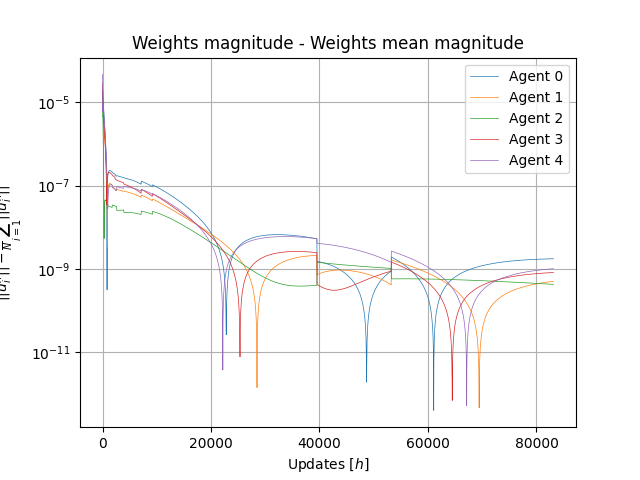 Weights magnitude - Weights mean magnitude
10⁻⁵
10⁻⁷
10⁻⁹
10⁻¹¹
0
20000
40000
60000
80000
Updates [h]
Agent 0
Agent 1
Agent 2
Agent 3
Agent 4